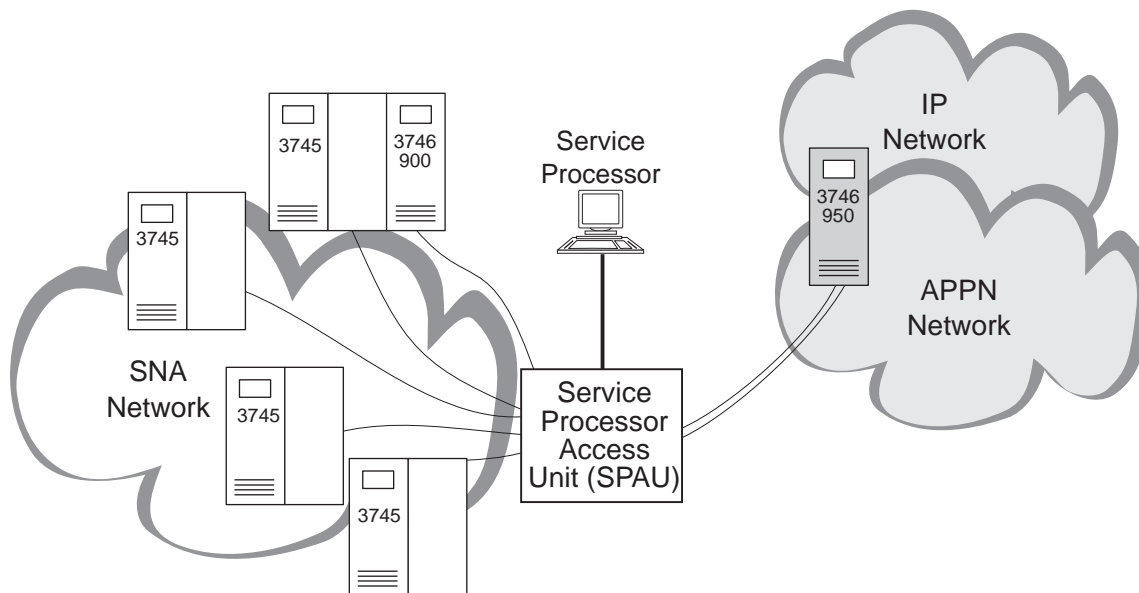 IP
Network
3745
3746
900
Service
Processor
3746
950
3745
APPN
Network
SNA
Network
Service
Processor
Access
Unit (SPAU)
3745
3745